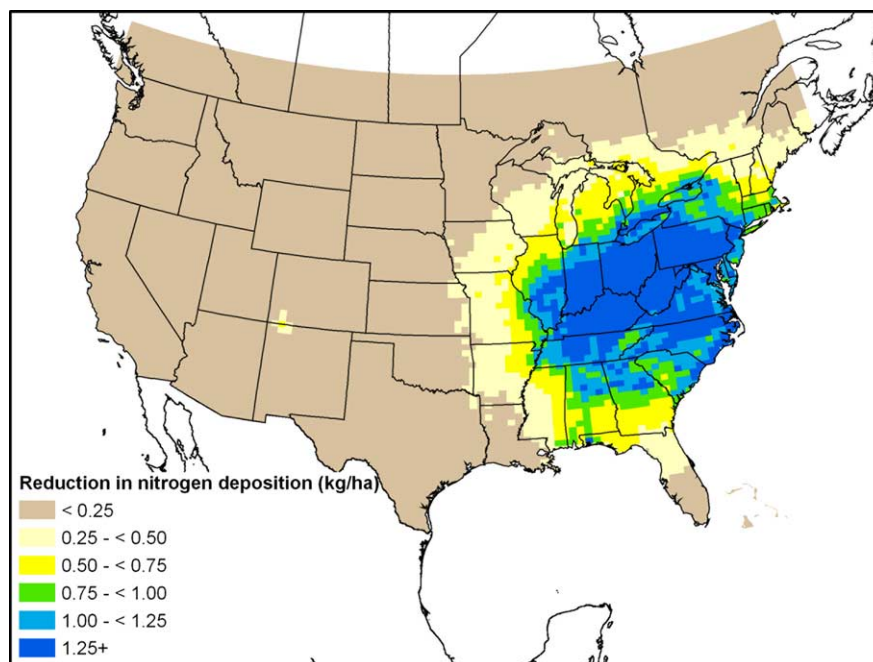 Reduction in nitrogen deposition (kg/ha)
< 0.25
0.25 - < 0.50
0.50 - < 0.75
0.75 - < 1.00
1.00 - < 1.25
1.25+